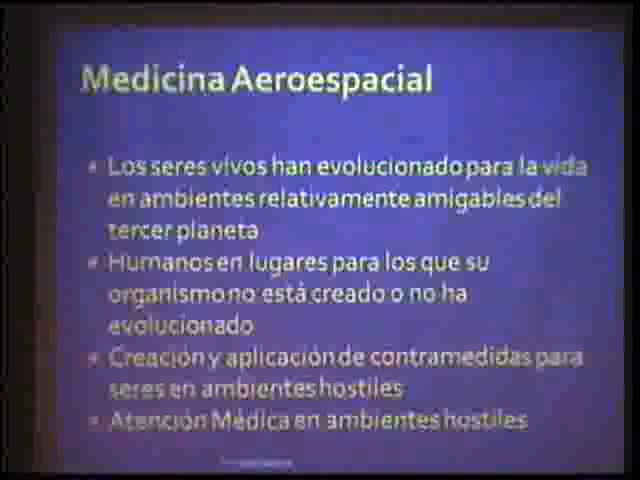 Medicina Aeroespacial
Los seres vivos han evolucionado para la vida
en ambientes relativamente amigables del
tercer planeta
Humanos en lugares para los que su
organismo no está creado o no ha
evolucionado
Creación y aplicación de contramedidas para
seres en ambientes hostiles
Atención Médica en ambientes hostiles